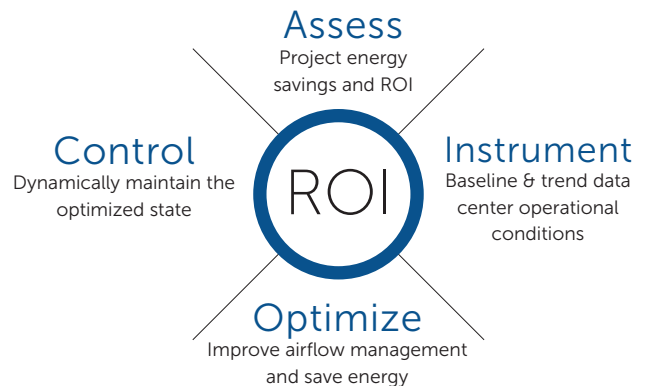 Assess
Project energy
savings and ROI
Control
Dynamically maintain the
optimized state
ROI
Instrument
Baseline & trend data
center operational
conditions
Optimize
Improve airflow management
and save energy